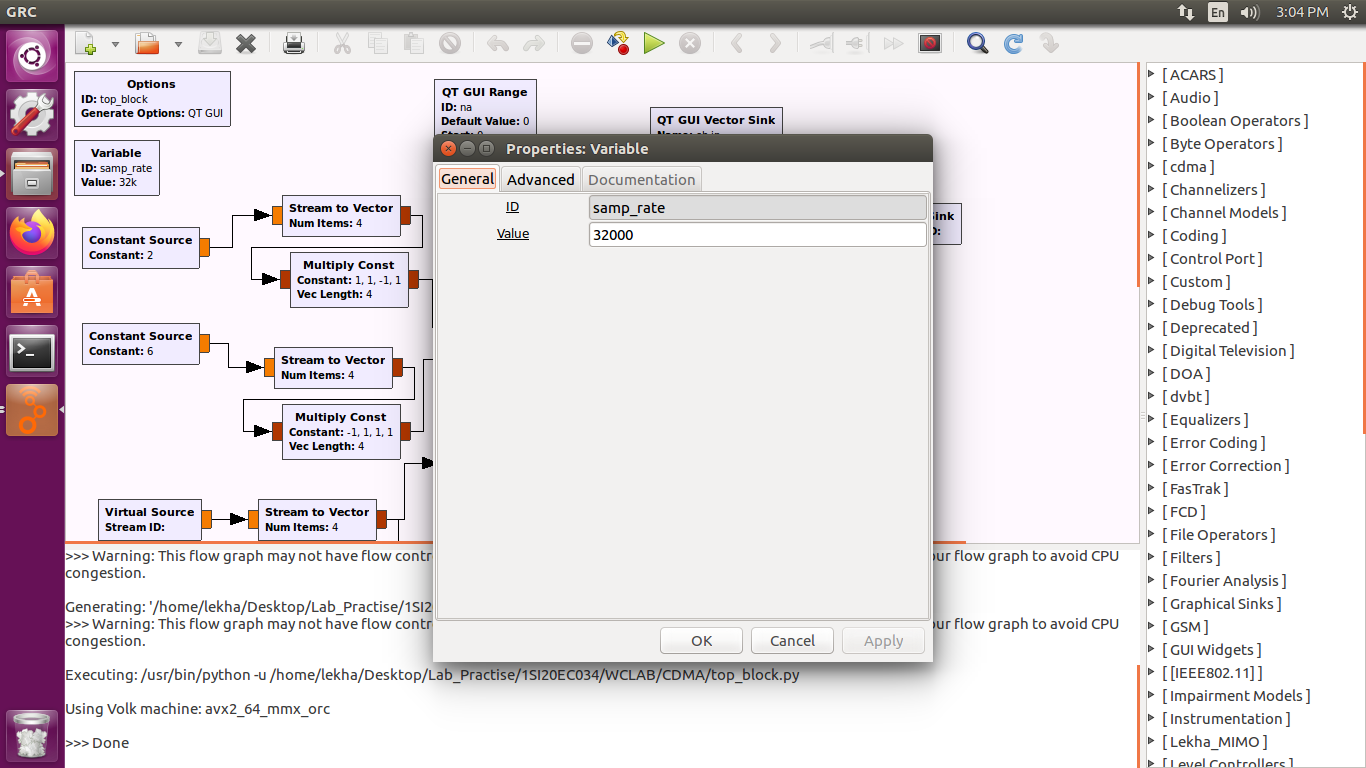 GRC
En
3:04 PM
Options
ID: top_block
Generate Options: QT GUI
Variable
ID: samp_rate
Value: 32k
QT GUI Range
ID: na
Default Value: 0
QT GUI Vector Sink
Constant Source
Constant: 2
Stream to Vector
Num Items: 4
Multiply Const
Constant: 1, 1, -1, 1
Vec Length: 4
Constant Source
Constant: 6
Stream to Vector
Num Items: 4
Multiply Const
Constant: -1, 1, 1, 1
Vec Length: 4
Virtual Source
Stream ID:
Stream to Vector
Num Items: 4
Sink
D:
Properties: Variable
General
Advanced
Documentation
ID
samp_rate
Value
32000
OK
Cancel
Apply
>>> Warning: This flow graph may not have flow contr
our flow graph to avoid CPU
congestion.
Generating: '/home/lekha/Desktop/Lab_Practise/1SI2
>>> Warning: This flow graph may not have flow contr
our flow graph to avoid CPU
congestion.
Executing: /usr/bin/python -u /home/lekha/Desktop/Lab_Practise/1SI20EC034/WCLAB/CDMA/top_block.py
Using Volk machine: avx2_64_mmx_orc
>>> Done
[ ACARS ]
[ Audio ]
[ Boolean Operators ]
[ Byte Operators ]
[ cdma ]
[ Channelizers ]
[ Channel Models ]
[ Coding ]
[ Control Port ]
[ Custom ]
[ Debug Tools ]
[ Deprecated ]
[ Digital Television ]
[ DOA ]
[ dvbt ]
[ Equalizers ]
[ Error Coding ]
[ Error Correction ]
[ FasTrak ]
[ FCD ]
[ File Operators ]
[ Filters ]
[ Fourier Analysis ]
[ Graphical Sinks ]
[ GSM ]
[ GUI Widgets ]
[ [IEEE802.11] ]
[ Impairment Models ]
[ Instrumentation ]
[ Lekha_MIMO ]
[ Level Controllers ]